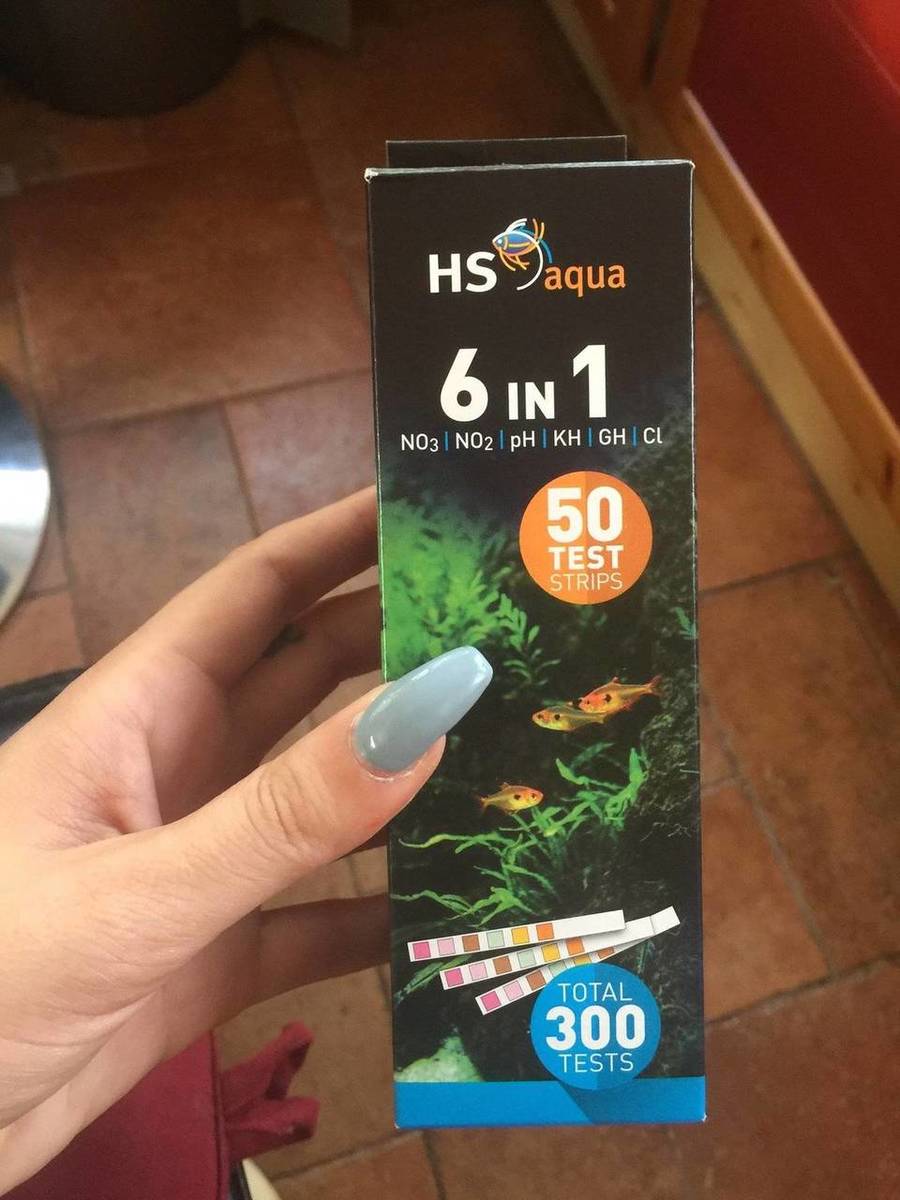 HS aqua
6 IN 1
NO3 | NO2 | pH | KH | GH | Cl
50
TEST
STRIPS
TOTAL
300
TESTS